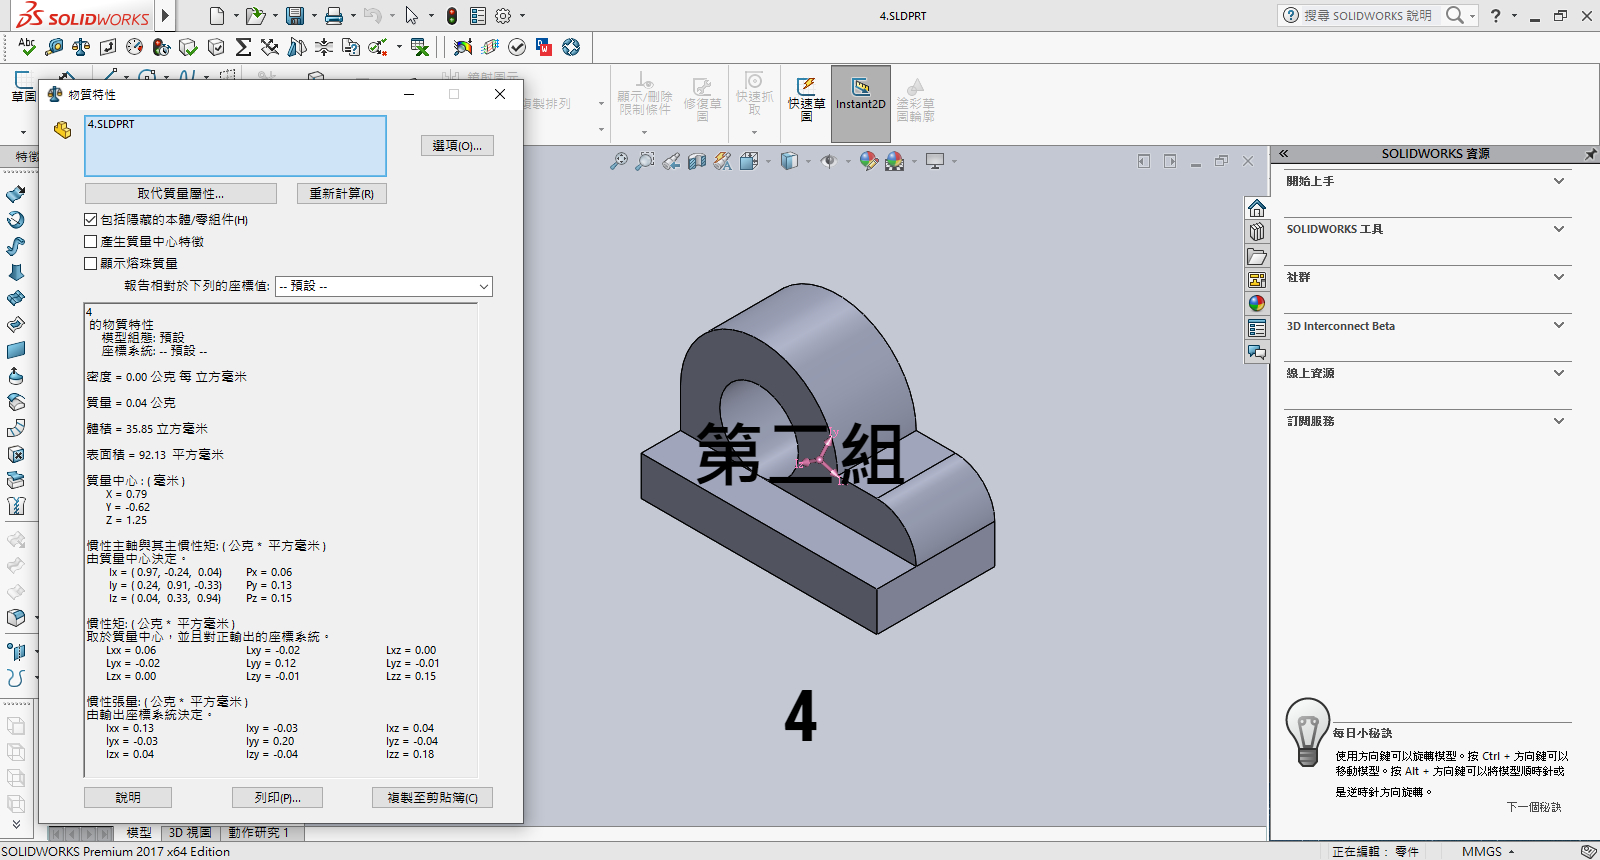 SOLIDWORKS
4.SLDPRT
搜尋 SOLIDWORKS 說明
草圖
鏡射圖元
複製排列
顯示/刪除限制條件
修復草圖
快速抓取
快速草圖
Instant2D
塗彩草圖輪廓
特徵
物質特性
4.SLDPRT
選項(O)...
取代質量屬性...
重新計算(R)
包括隱藏的本體/零組件(H)
產生質量中心特徵
顯示熔珠質量
報告相對於下列的座標值: -- 預設 --
4
的物質特性
模型組態: 預設
座標系統: -- 預設 --
密度 = 0.00 公克 每 立方毫米
質量 = 0.04 公克
體積 = 35.85 立方毫米
表面積 = 92.13 平方毫米
質量中心 : ( 毫米 )
X = 0.79
Y = -0.62
Z = 1.25
慣性主軸與其主慣性矩: ( 公克 * 平方毫米 )
由質量中心決定。
Ix = ( 0.97, -0.24, 0.04) Px = 0.06
Iy = ( 0.24, 0.91, -0.33) Py = 0.13
Iz = ( 0.04, 0.33, 0.94) Pz = 0.15
慣性矩: ( 公克 * 平方毫米 )
取於質量中心，並且對正輸出的座標系統。
Lxx = 0.06 Lxy = -0.02 Lxz = 0.00
Lyx = -0.02 Lyy = 0.12 Lyz = -0.01
Lzx = 0.00 Lzy = -0.01 Lzz = 0.15
慣性張量: ( 公克 * 平方毫米 )
由輸出座標系統決定。
Ixx = 0.13 Ixy = -0.03 Ixz = 0.04
Iyx = -0.03 Iyy = 0.20 Iyz = -0.04
Izx = 0.04 Izy = -0.04 Izz = 0.18
說明
列印(P)...
複製至剪貼簿(C)
第二組
4
SOLIDWORKS 資源
開始上手
SOLIDWORKS 工具
社群
3D Interconnect Beta
線上資源
訂閱服務
每日小秘訣
使用方向鍵可以旋轉模型。按 Ctrl + 方向鍵可以
移動模型。按 Alt + 方向鍵可以將模型順時針或
是逆時針方向旋轉。
下一個秘訣
模型
3D 視圖
動作研究 1
SOLIDWORKS Premium 2017 x64 Edition
正在編輯： 零件
MMGS